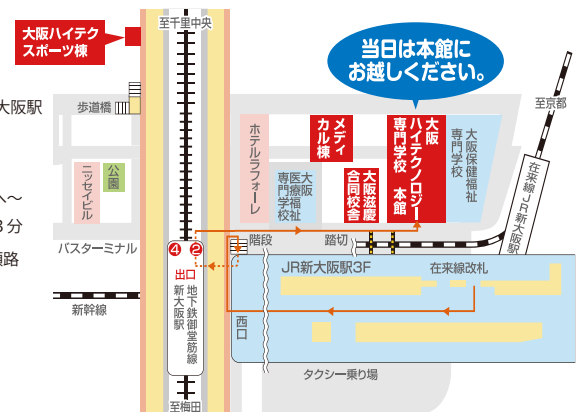 至千里中央
大阪ハイテク
スポーツ棟
当日は本館に
お越しください。
大阪駅
歩道橋
至京都
ホテルラフォーレ
メディ
カル棟
大阪
ハイテクノロジー
専門学校 本館
大阪保健福祉
専門学校
ニッセイビル
公園
大阪
医療福祉
専門学校
大阪滋慶
合同校舎
在来線JR新大阪駅
へ〜
3分
順路
バスターミナル
4
2
階段
踏切
出口
JR新大阪駅3F
在来線改札
地下鉄御堂筋線
新大阪駅
新幹線
西口
タクシー乗り場
至梅田